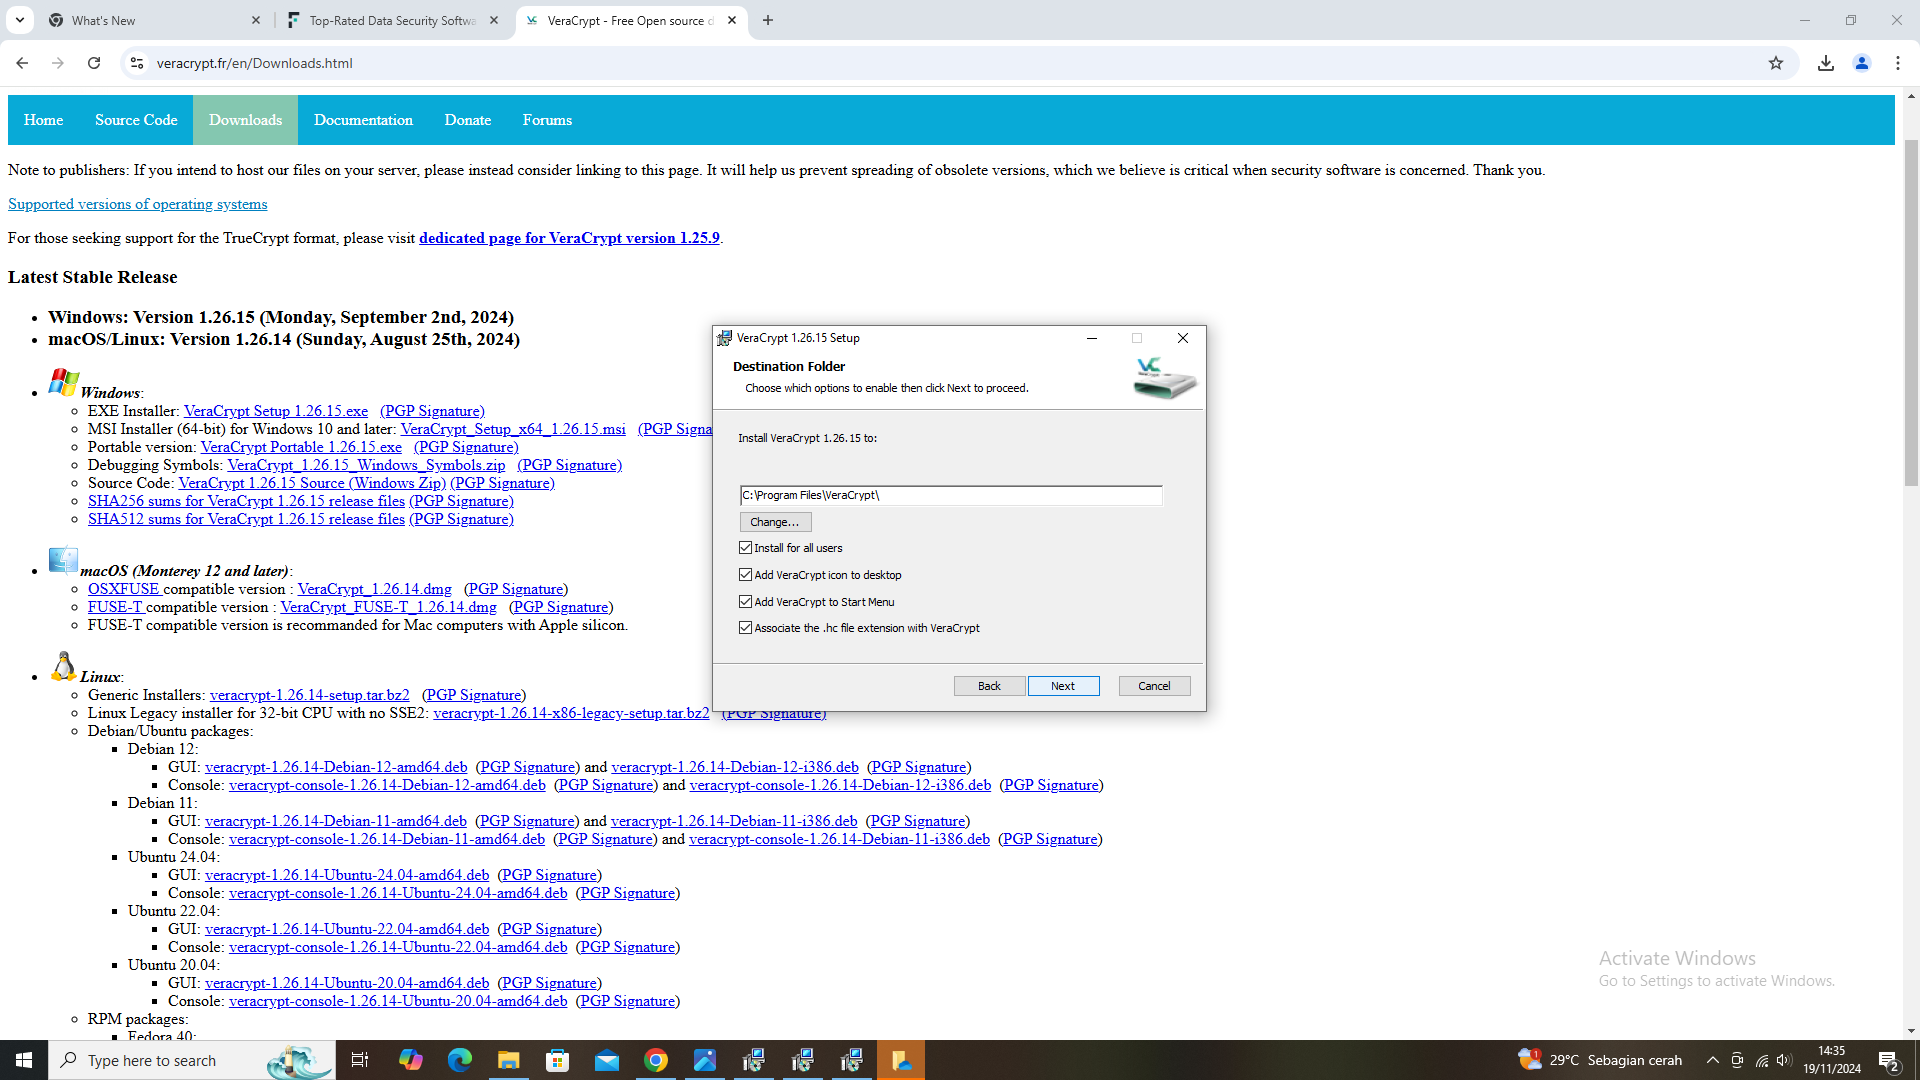 What's New
Top-Rated Data Security Softwa
VeraCrypt - Free Open source d
veracrypt.fr/en/Downloads.html
Home Source Code Downloads Documentation Donate Forums
Note to publishers: If you intend to host our files on your server, please instead consider linking to this page. It will help us prevent spreading of obsolete versions, which we believe is critical when security software is concerned. Thank you.
Supported versions of operating systems
For those seeking support for the TrueCrypt format, please visit dedicated page for VeraCrypt version 1.25.9.
Latest Stable Release
Windows: Version 1.26.15 (Monday, September 2nd, 2024)
macOS/Linux: Version 1.26.14 (Sunday, August 25th, 2024)
Windows:
EXE Installer: VeraCrypt Setup 1.26.15.exe (PGP Signature)
MSI Installer (64-bit) for Windows 10 and later: VeraCrypt_Setup_x64_1.26.15.msi (PGP Signa
Portable version: VeraCrypt Portable 1.26.15.exe (PGP Signature)
Debugging Symbols: VeraCrypt_1.26.15_Windows_Symbols.zip (PGP Signature)
Source Code: VeraCrypt 1.26.15 Source (Windows Zip) (PGP Signature)
SHA256 sums for VeraCrypt 1.26.15 release files (PGP Signature)
SHA512 sums for VeraCrypt 1.26.15 release files (PGP Signature)
macOS (Monterey 12 and later):
OSXFUSE compatible version : VeraCrypt_1.26.14.dmg (PGP Signature)
FUSE-T compatible version : VeraCrypt_FUSE-T_1.26.14.dmg (PGP Signature)
FUSE-T compatible version is recommanded for Mac computers with Apple silicon.
Linux:
Generic Installers: veracrypt-1.26.14-setup.tar.bz2 (PGP Signature)
Linux Legacy installer for 32-bit CPU with no SSE2: veracrypt-1.26.14-x86-legacy-setup.tar.bz2 (PGP Signature)
Debian/Ubuntu packages:
Debian 12:
GUI: veracrypt-1.26.14-Debian-12-amd64.deb (PGP Signature) and veracrypt-1.26.14-Debian-12-i386.deb (PGP Signature)
Console: veracrypt-console-1.26.14-Debian-12-amd64.deb (PGP Signature) and veracrypt-console-1.26.14-Debian-12-i386.deb (PGP Signature)
Debian 11:
GUI: veracrypt-1.26.14-Debian-11-amd64.deb (PGP Signature) and veracrypt-1.26.14-Debian-11-i386.deb (PGP Signature)
Console: veracrypt-console-1.26.14-Debian-11-amd64.deb (PGP Signature) and veracrypt-console-1.26.14-Debian-11-i386.deb (PGP Signature)
Ubuntu 24.04:
GUI: veracrypt-1.26.14-Ubuntu-24.04-amd64.deb (PGP Signature)
Console: veracrypt-console-1.26.14-Ubuntu-24.04-amd64.deb (PGP Signature)
Ubuntu 22.04:
GUI: veracrypt-1.26.14-Ubuntu-22.04-amd64.deb (PGP Signature)
Console: veracrypt-console-1.26.14-Ubuntu-22.04-amd64.deb (PGP Signature)
Ubuntu 20.04:
GUI: veracrypt-1.26.14-Ubuntu-20.04-amd64.deb (PGP Signature)
Console: veracrypt-console-1.26.14-Ubuntu-20.04-amd64.deb (PGP Signature)
RPM packages:
Fedora 40:
VeraCrypt 1.26.15 Setup
Destination Folder
Choose which options to enable then click Next to proceed.
Install VeraCrypt 1.26.15 to:
C:\Program Files\VeraCrypt\
Change...
Install for all users
Add VeraCrypt icon to desktop
Add VeraCrypt to Start Menu
Associate the .hc file extension with VeraCrypt
Back Next Cancel
Activate Windows
Go to Settings to activate Windows.
Type here to search
1
29°C Sebagian cerah
14:35
19/11/2024
2